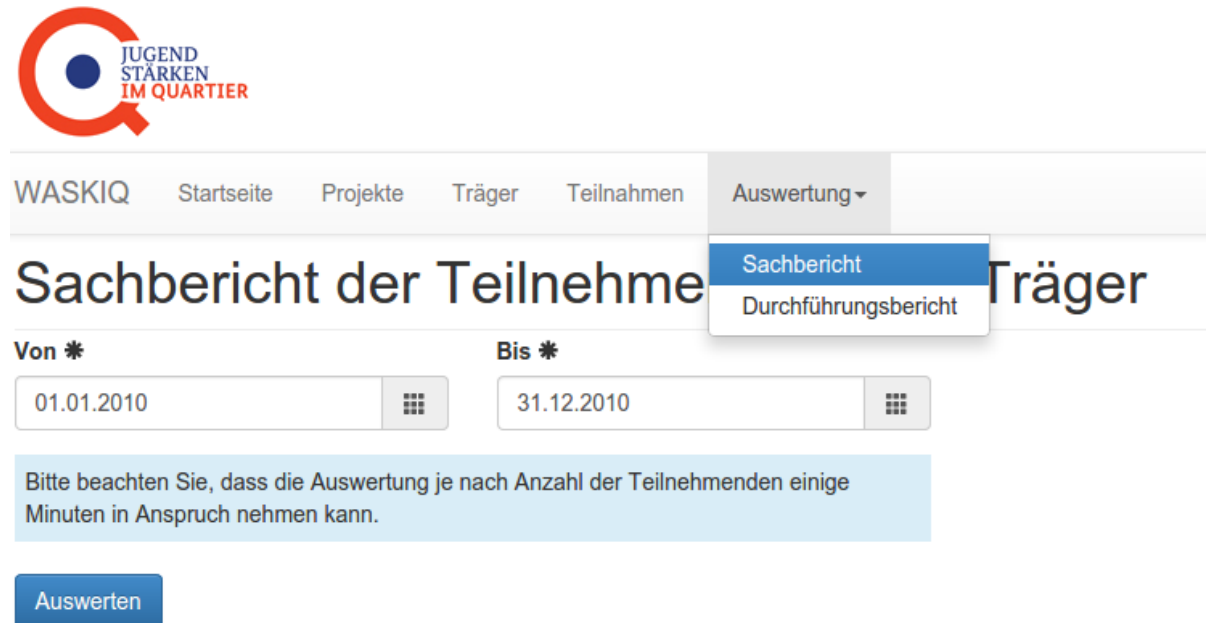 JUGEND
STÄRKEN
IM QUARTIER
WASKIQ Startseite Projekte Träger Teilnahmen Auswertung
Sachbericht
Durchführungsbericht
Sachbericht der Träger
Von ✱ Bis ✱
01.01.2010 31.12.2010
Bitte beachten Sie, dass die Auswertung je nach Anzahl der Teilnehmenden einige
Minuten in Anspruch nehmen kann.
Auswerten